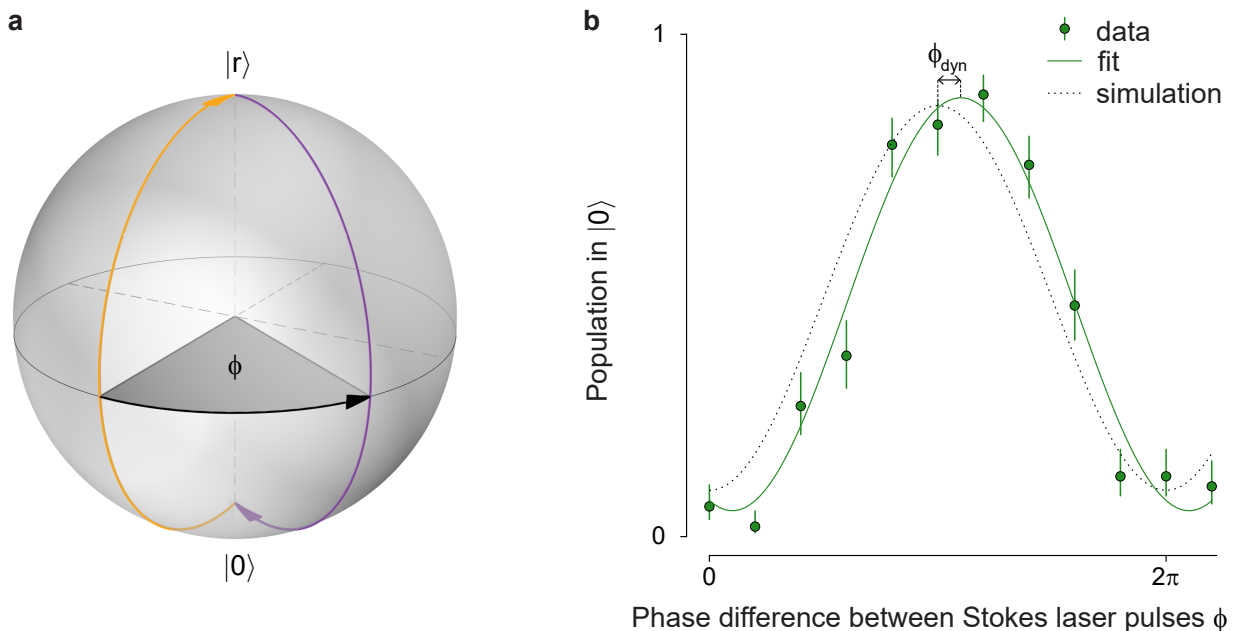 a
|r⟩
ϕ
|0⟩
b
1
0
Population in |0⟩
ϕdyn
data
fit
simulation
0
2π
Phase difference between Stokes laser pulses ϕ